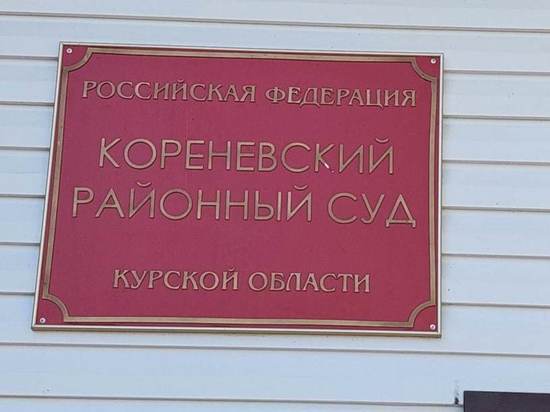 РОССИЙСКАЯ ФЕДЕРАЦИЯ
КОРЕНЕВСКИЙ
РАЙОННЫЙ СУД
КУРСКОЙ ОБЛАСТИ